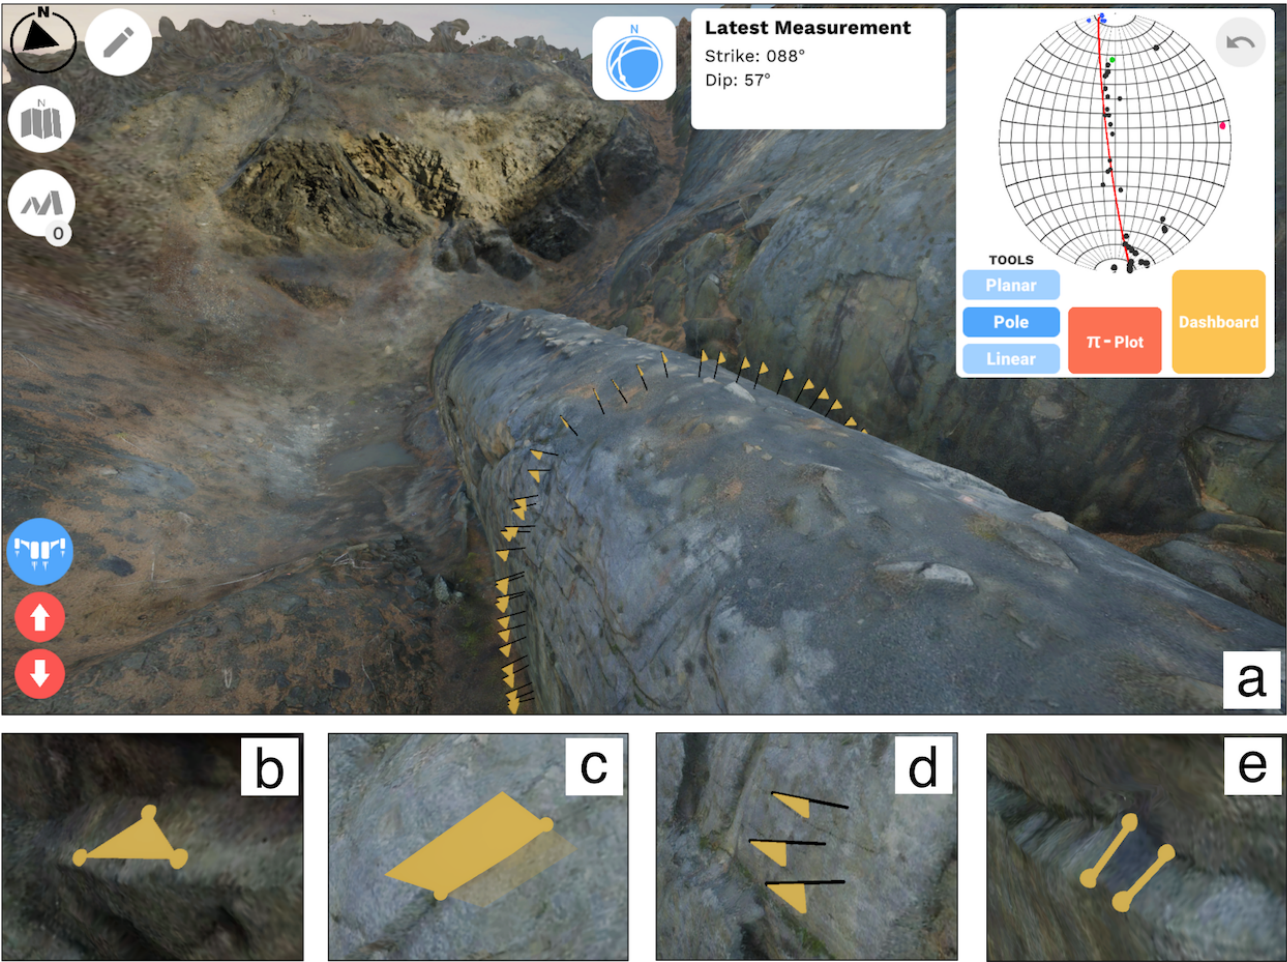 N
N
Latest Measurement
Strike: 088°
Dip: 57°
N
0
TOOLS
Planar
Pole
Linear
π-Plot
Dashboard
a
b
c
d
e